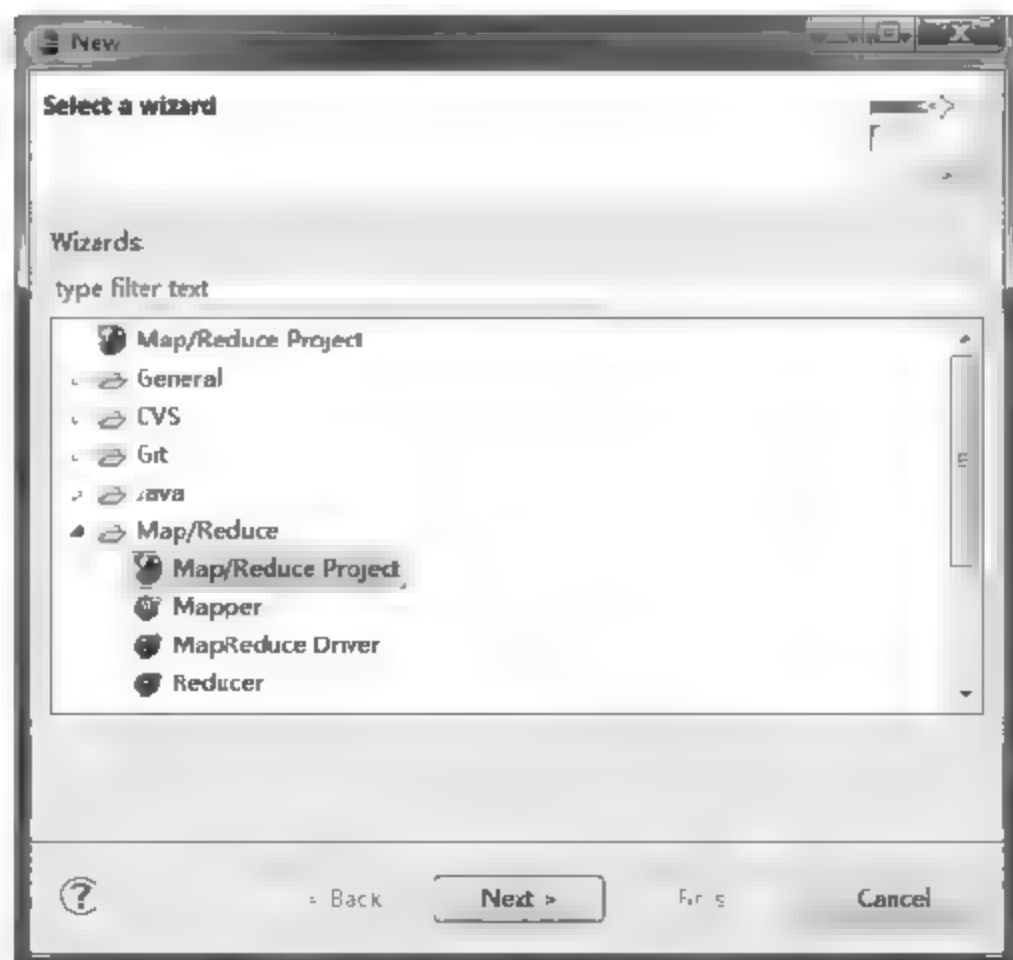 New
Select a wizard
Wizards:
type filter text
Map/Reduce Project
General
CVS
Git
Java
Map/Reduce
Map/Reduce Project
Mapper
MapReduce Driver
Reducer
?
< Back Next > Cancel